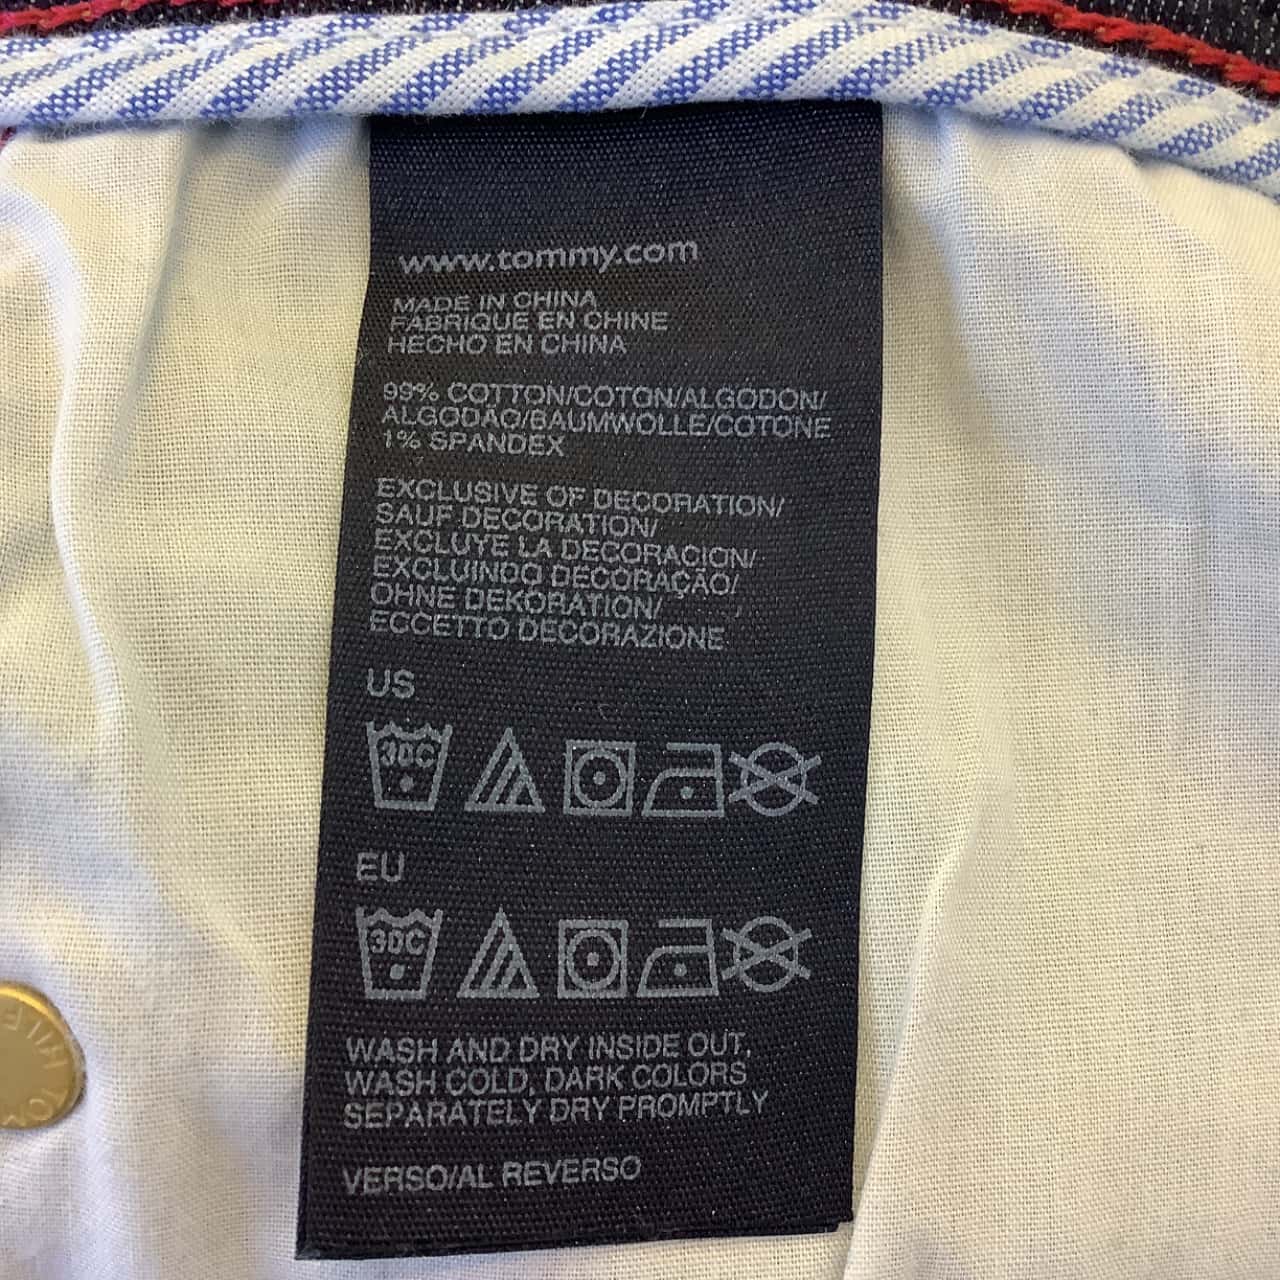 www.tommy.com
MADE IN CHINA
FABRIQUE EN CHINE
HECHO EN CHINA
99% COTTON/COTON/ALGODON/
ALGODÃO/BAUMWOLLE/COTONE
1% SPANDEX
EXCLUSIVE OF DECORATION/
SAUF DECORATION/
EXCLUYE LA DECORACION/
EXCLUINDO DECORAÇÃO/
OHNE DEKORATION/
ECCETTO DECORAZIONE
US
30C
EU
30C
WASH AND DRY INSIDE OUT,
WASH COLD, DARK COLORS
SEPARATELY DRY PROMPTLY
VERSO/AL REVERSO